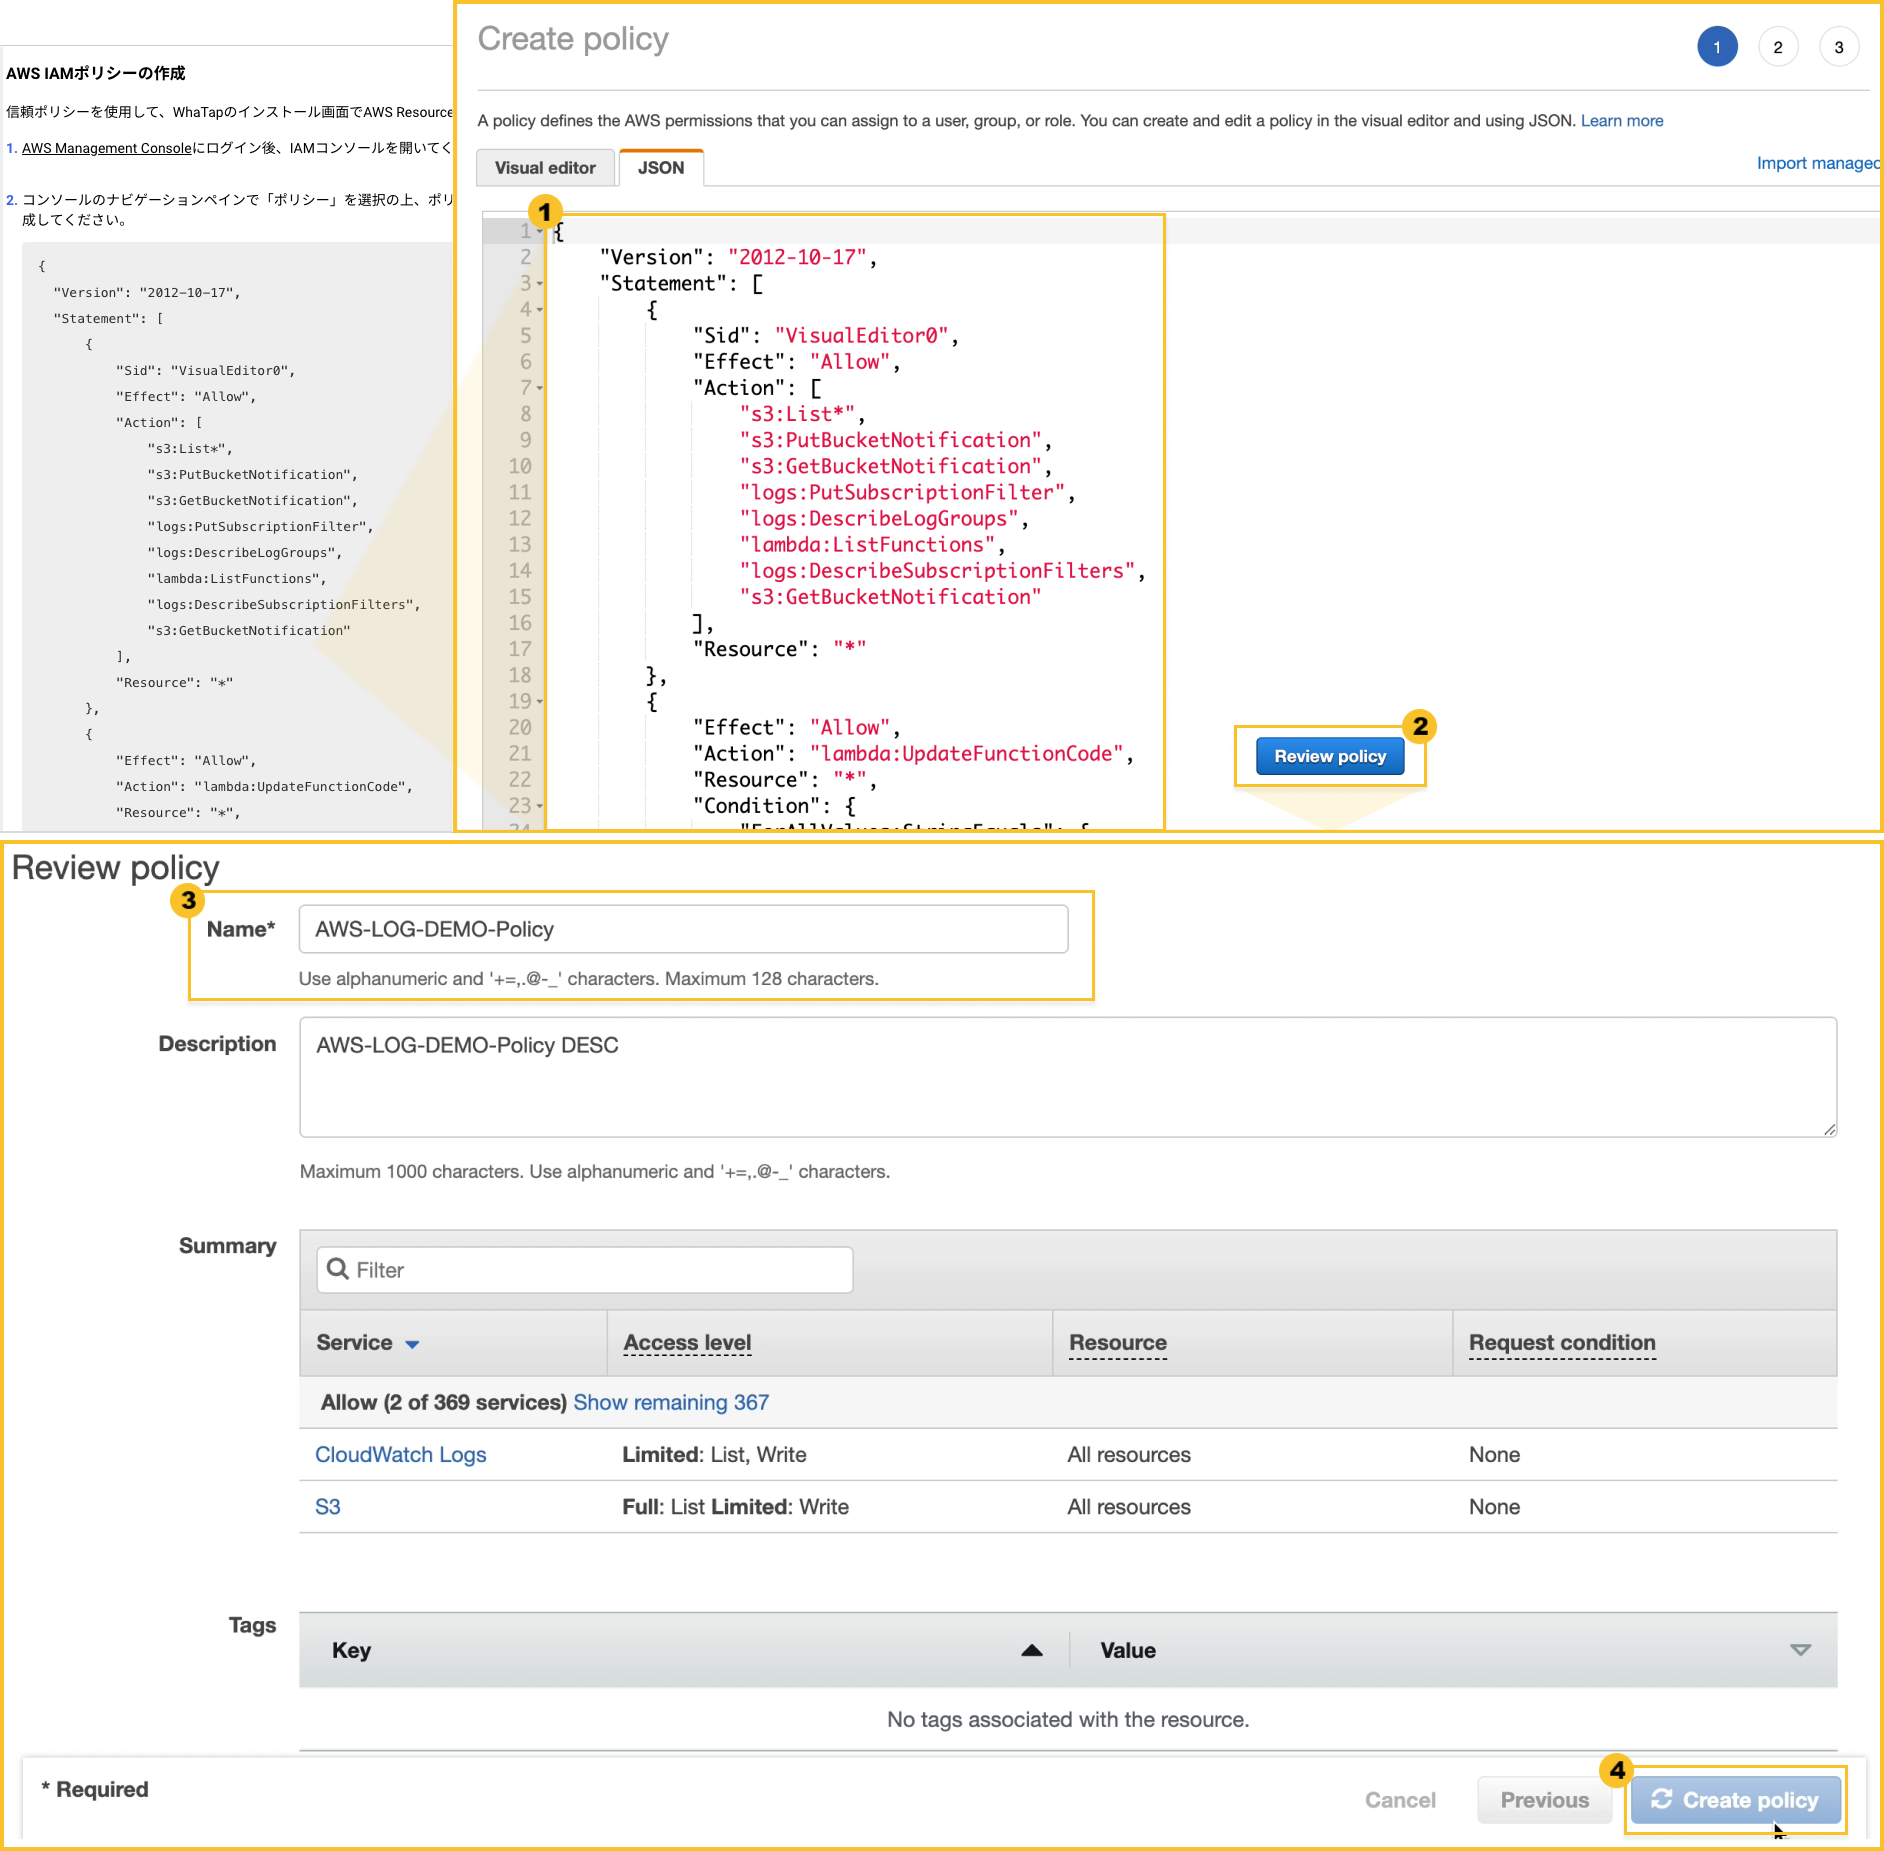 AWS IAMポリシーの作成
信頼ポリシーを使用して、WhaTapのインストール画面でAWS Resource
1. AWS Management Consoleにログイン後、IAMコンソールを開いてく
2. コンソールのナビゲーションペインで「ポリシー」を選択の上、ポリ
成してください。
{
"Version": "2012-10-17",
"Statement": [
{
"Sid": "VisualEditor0",
"Effect": "Allow",
"Action": [
"s3:List*",
"s3:PutBucketNotification",
"s3:GetBucketNotification",
"logs:PutSubscriptionFilter",
"logs:DescribeLogGroups",
"lambda:ListFunctions",
"logs:DescribeSubscriptionFilters",
"s3:GetBucketNotification"
],
"Resource": "*"
},
{
"Effect": "Allow",
"Action": "lambda:UpdateFunctionCode",
"Resource": "*",
Create policy
1 2 3
A policy defines the AWS permissions that you can assign to a user, group, or role. You can create and edit a policy in the visual editor and using JSON. Learn more
Visual editor JSON
Import managed
1
1 {
2 "Version": "2012-10-17",
3 "Statement": [
4 {
5 "Sid": "VisualEditor0",
6 "Effect": "Allow",
7 "Action": [
8 "s3:List*",
9 "s3:PutBucketNotification",
10 "s3:GetBucketNotification",
11 "logs:PutSubscriptionFilter",
12 "logs:DescribeLogGroups",
13 "lambda:ListFunctions",
14 "logs:DescribeSubscriptionFilters",
15 "s3:GetBucketNotification"
16 ],
17 "Resource": "*"
18 },
19 {
20 "Effect": "Allow",
21 "Action": "lambda:UpdateFunctionCode",
22 "Resource": "*",
23 "Condition": {
24 "ForAllValues:StringEquals": {
2
Review policy
Review policy
3
Name* AWS-LOG-DEMO-Policy
Use alphanumeric and '+=,.@-_' characters. Maximum 128 characters.
Description AWS-LOG-DEMO-Policy DESC
Maximum 1000 characters. Use alphanumeric and '+=,.@-_' characters.
Summary Filter
Service Access level Resource Request condition
Allow (2 of 369 services) Show remaining 367
CloudWatch Logs Limited: List, Write All resources None
S3 Full: List Limited: Write All resources None
Tags Key Value
No tags associated with the resource.
* Required
Cancel Previous 4 Create policy